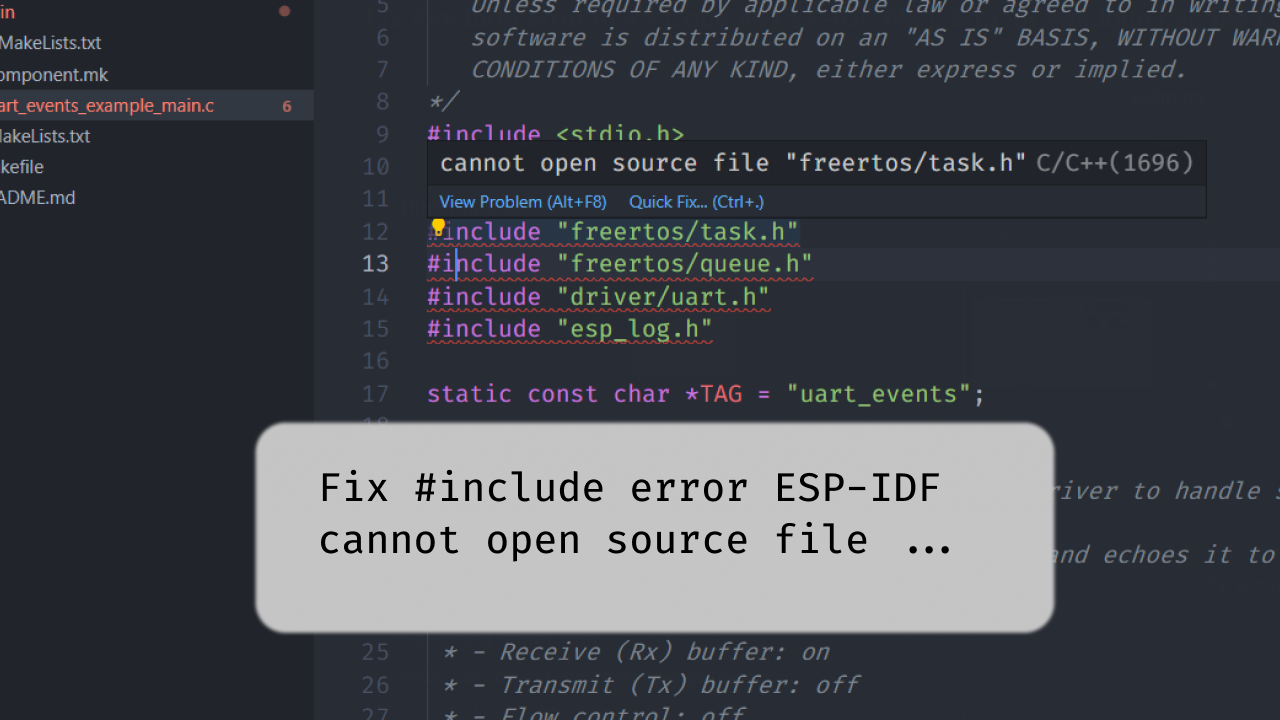 in
MakeLists.txt
omponent.mk
art_events_example_main.c 6
MakeLists.txt
kefile
ADME.md
5 Unless required by applicable law or agreed to in writing
6 software is distributed on an "AS IS" BASIS, WITHOUT WAR
7 CONDITIONS OF ANY KIND, either express or implied.
8 */
9 #include <stdio.h>
10
11
cannot open source file "freertos/task.h" C/C++(1696)
View Problem (Alt+F8) Quick Fix... (Ctrl+.)
12 #include "freertos/task.h"
13 #include "freertos/queue.h"
14 #include "driver/uart.h"
15 #include "esp_log.h"
16
17 static const char *TAG = "uart_events";
18
Fix #include error ESP-IDF
cannot open source file ...
river to handle s
and echoes it to
25 * - Receive (Rx) buffer: on
26 * - Transmit (Tx) buffer: off
27 * - Flow control: off